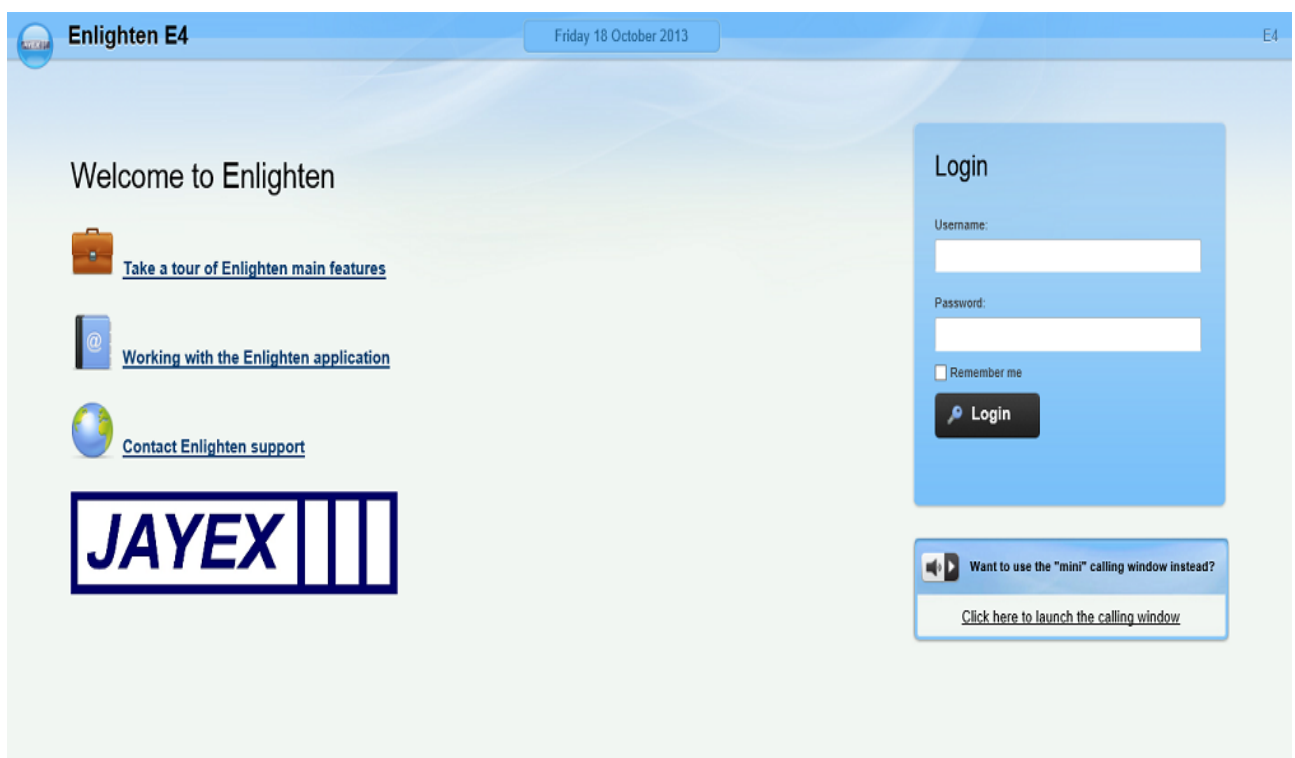 Enlighten E4
Friday 18 October 2013
E4
Welcome to Enlighten
Take a tour of Enlighten main features
@
Working with the Enlighten application
Contact Enlighten support
JAYEX
Login
Username:
Password:
Remember me
Login
Want to use the "mini" calling window instead?
Click here to launch the calling window